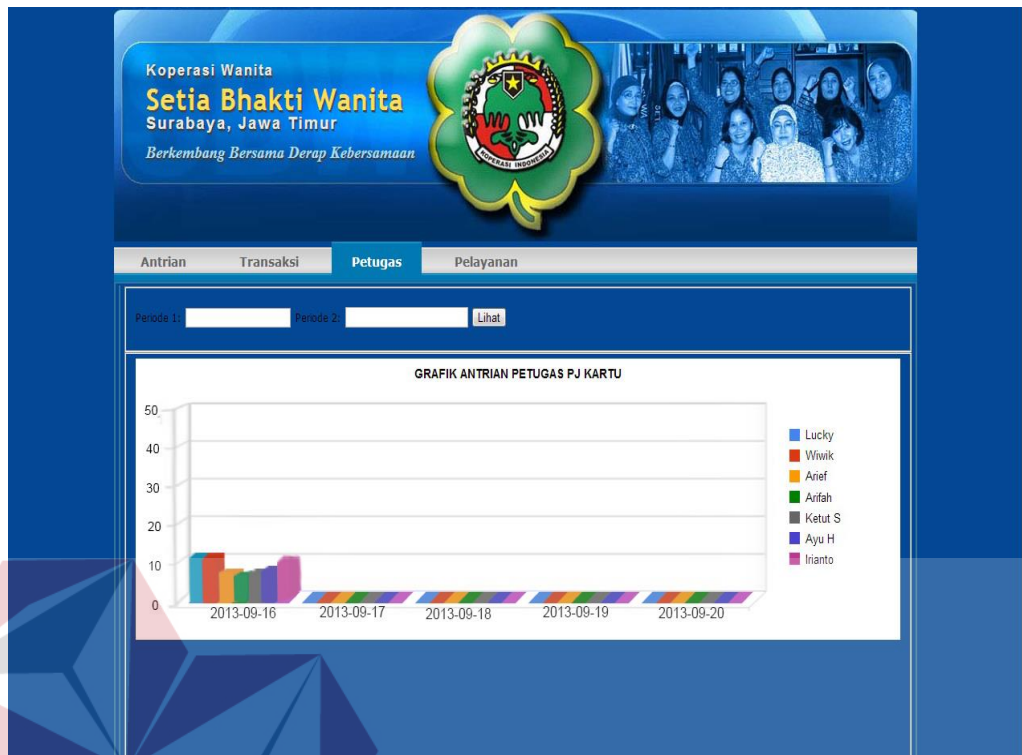 Koperasi Wanita
Setia Bhakti Wanita
Surabaya, Jawa Timur
Berkembang Bersama Derap Kebersamaan
KOPERASI INDONESIA
Antrian Transaksi Petugas Pelayanan
Periode 1: Periode 2: Lihat
GRAFIK ANTRIAN PETUGAS PJ KARTU
50
40
30
20
10
0
2013-09-16 2013-09-17 2013-09-18 2013-09-19 2013-09-20
Lucky
Wiwik
Arief
Arifah
Ketut S
Ayu H
Irianto